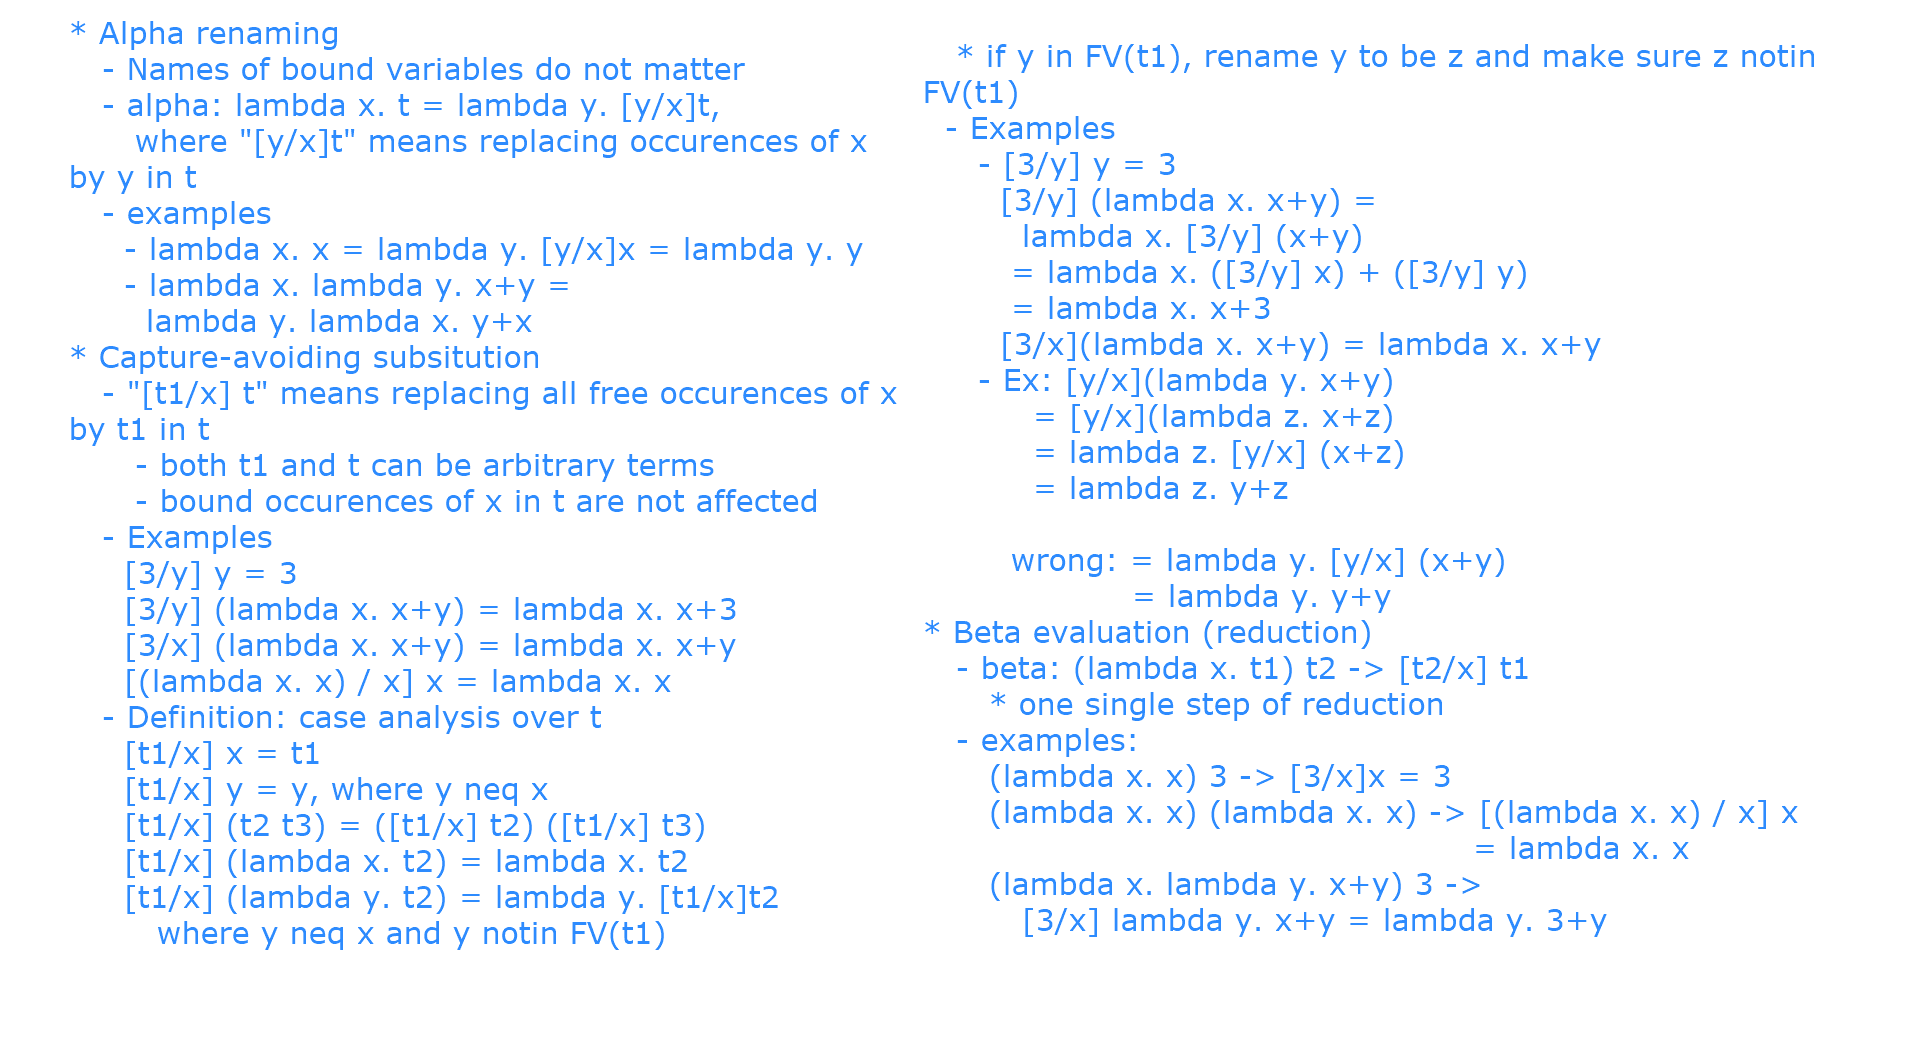 * Alpha renaming
- Names of bound variables do not matter
- alpha: lambda x. t = lambda y. [y/x]t,
where "[y/x]t" means replacing occurences of x
by y in t
- examples
- lambda x. x = lambda y. [y/x]x = lambda y. y
- lambda x. lambda y. x+y =
lambda y. lambda x. y+x
* Capture-avoiding subsitution
- "[t1/x] t" means replacing all free occurences of x
by t1 in t
- both t1 and t can be arbitrary terms
- bound occurences of x in t are not affected
- Examples
[3/y] y = 3
[3/y] (lambda x. x+y) = lambda x. x+3
[3/x] (lambda x. x+y) = lambda x. x+y
[(lambda x. x) / x] x = lambda x. x
- Definition: case analysis over t
[t1/x] x = t1
[t1/x] y = y, where y neq x
[t1/x] (t2 t3) = ([t1/x] t2) ([t1/x] t3)
[t1/x] (lambda x. t2) = lambda x. t2
[t1/x] (lambda y. t2) = lambda y. [t1/x]t2
where y neq x and y notin FV(t1)
* if y in FV(t1), rename y to be z and make sure z notin
FV(t1)
- Examples
- [3/y] y = 3
[3/y] (lambda x. x+y) =
lambda x. [3/y] (x+y)
= lambda x. ([3/y] x) + ([3/y] y)
= lambda x. x+3
[3/x](lambda x. x+y) = lambda x. x+y
- Ex: [y/x](lambda y. x+y)
= [y/x](lambda z. x+z)
= lambda z. [y/x] (x+z)
= lambda z. y+z
wrong: = lambda y. [y/x] (x+y)
= lambda y. y+y
* Beta evaluation (reduction)
- beta: (lambda x. t1) t2 -> [t2/x] t1
* one single step of reduction
- examples:
(lambda x. x) 3 -> [3/x]x = 3
(lambda x. x) (lambda x. x) -> [(lambda x. x) / x] x
= lambda x. x
(lambda x. lambda y. x+y) 3 ->
[3/x] lambda y. x+y = lambda y. 3+y